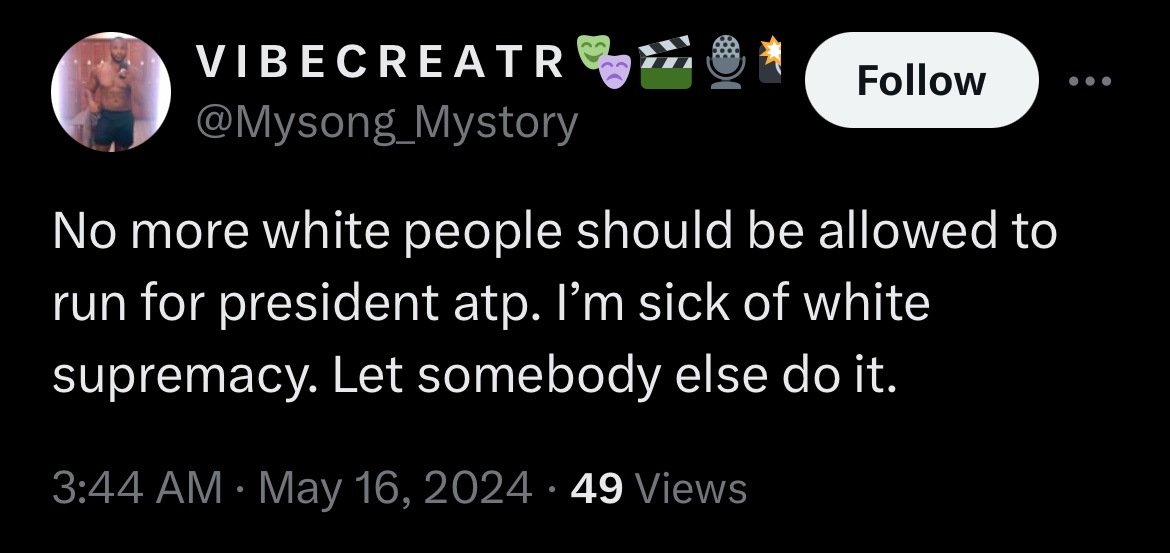 VIBECREATR🎭🎬🎙📸
Follow
@Mysong_Mystory
No more white people should be allowed to
run for president atp. I’m sick of white
supremacy. Let somebody else do it.
3:44 AM · May 16, 2024 · 49 Views